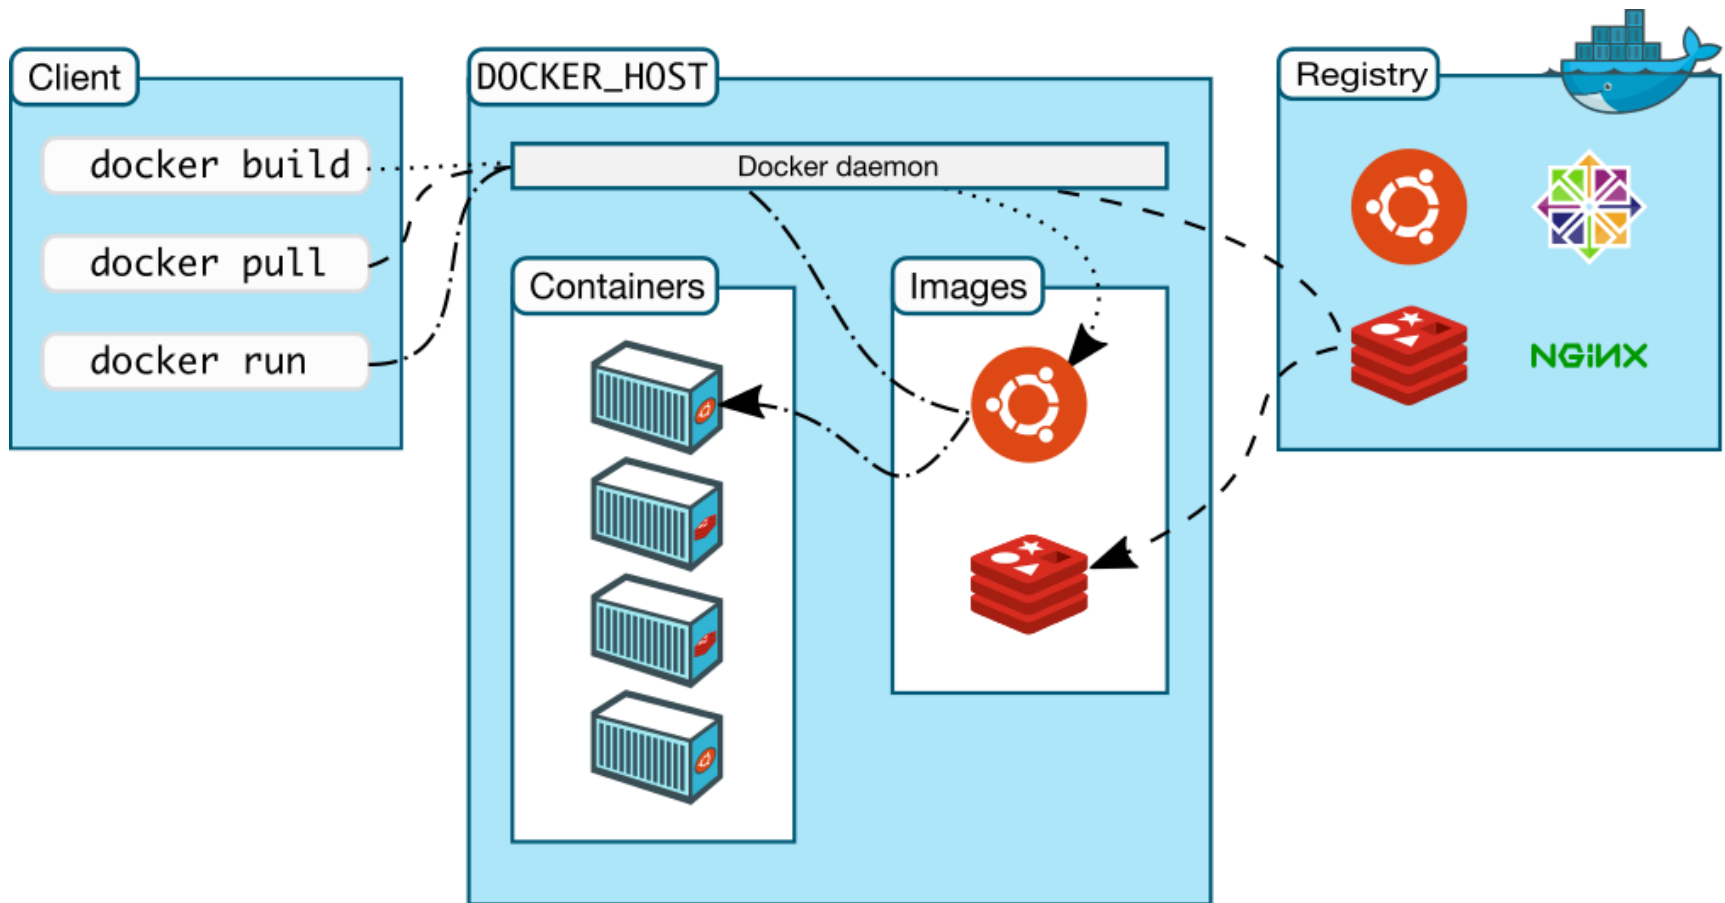 Client
docker build
docker pull
docker run
DOCKER_HOST
Docker daemon
Containers
Images
Registry
NGiNX